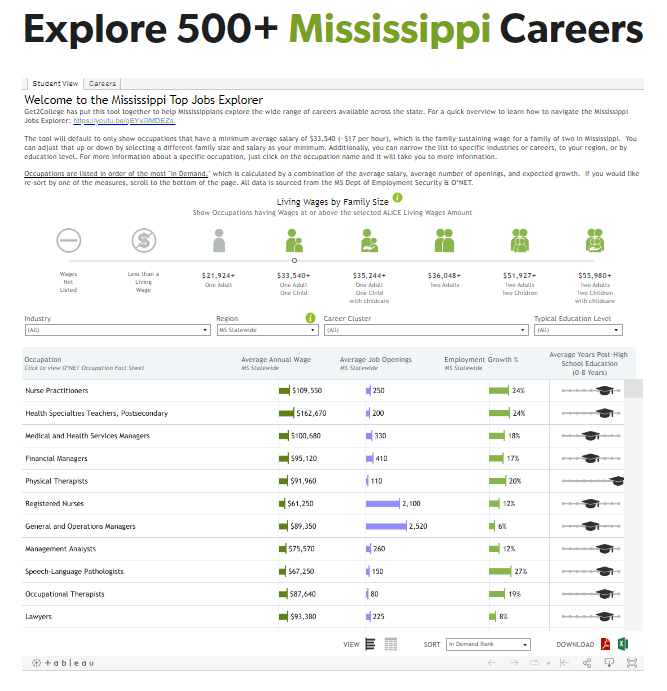 Explore 500+ Mississippi Careers
Student View
Careers
Welcome to the Mississippi Top Jobs Explorer
Get2College has put this tool together to help Mississippians explore the wide range of careers available across the state. For a quick overview to learn how to navigate the Mississippi
Jobs Explorer:
The tool will default to only show occupations that have a minimum average salary of $33,540 (~$17 per hour), which is the family-sustaining wage for a family of two in Mississippi. You
can adjust that up or down by selecting a different family size and salary as your minimum. Additionally, you can narrow the list to specific industries or careers, to your region, or by
education level. For more information about a specific occupation, just click on the occupation name and it will take you to more information.
Occupations are listed in order of the most "In Demand," which is calculated by a combination of the average salary, average number of openings, and expected growth. If you would like
re-sort by one of the measures, scroll to the bottom of the page. All data is sourced from the MS Dept of Employment Security & O*NET.
Living Wages by Family Size
Show Occupations having Wages at or above the selected ALICE Living Wages Amount
Wages
Not
Listed
Less than a
Living
Wage
$21,924+
One Adult
$33,540+
One Adult
One Child
$35,244+
One Adult
One Child
with childcare
$36,048+
Two Adults
$51,927+
Two Adults
Two Children
$55,980+
Two Adults
Two Children
with childcare
Industry
Region
Career Cluster
Typical Education Level
(All)
MS Statewide
(All)
(All)
Occupation
Click to view O*NET Occupation Fact Sheet
Average Annual Wage
MS Statewide
Average Job Openings
MS Statewide
Employment Growth %
MS Statewide
Average Years Post-High
School Education
(0-8 Years)
Nurse Practitioners $109,550 250 24%
Health Specialties Teachers, Postsecondary $162,670 200 24%
Medical and Health Services Managers $100,680 330 18%
Financial Managers $95,120 410 17%
Physical Therapists $91,960 110 20%
Registered Nurses $61,250 2,100 12%
General and Operations Managers $89,350 2,520 6%
Management Analysts $75,570 260 12%
Speech-Language Pathologists $67,250 150 27%
Occupational Therapists $87,640 80 19%
Lawyers $93,380 225 8%
VIEW
SORT
In Demand Rank
DOWNLOAD
+ableau